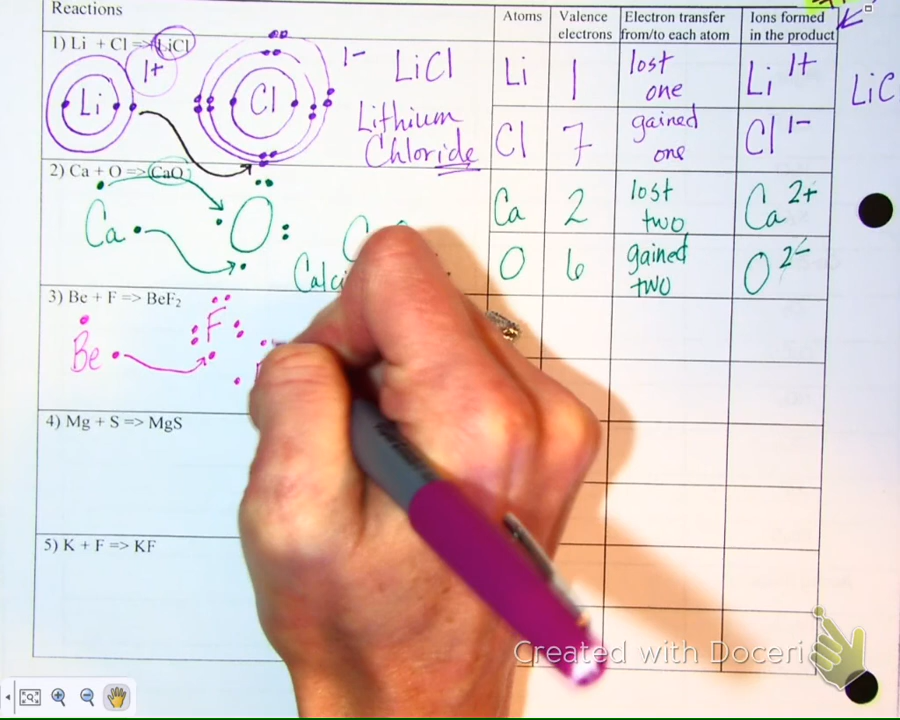 Reactions
Atoms
Valence
electrons
Electron transfer
from/to each atom
Ions formed
in the product
1) Li + Cl => LiCl
1+
Li
Cl
1-
LiCl
Lithium
Chloride
Li
1
lost
one
Li 1+
LiC
Cl
7
gained
one
Cl 1-
2) Ca + O => CaO
Ca
O
Ca
2
lost
two
Ca 2+
O
6
gained
two
O 2-
3) Be + F => BeF2
Be
F
4) Mg + S => MgS
5) K + F => KF
Created with Doceri